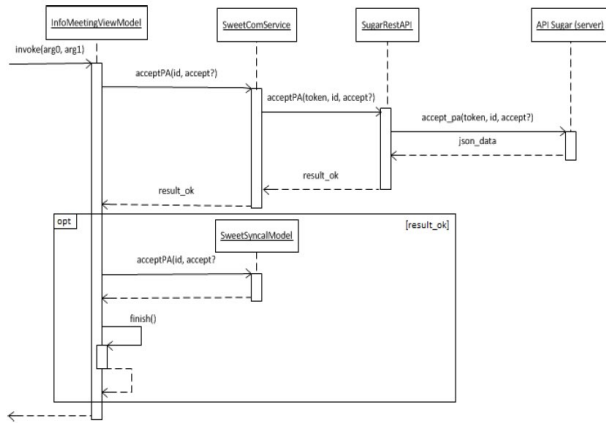 InfoMeetingViewModel
SweetComService
SugarRestAPI
API Sugar (server)
invoke(arg0, arg1)
acceptPA(id, accept?)
acceptPA(token, id, accept?)
accept_pa(token, id, accept?)
json_data
result_ok
result_ok
opt
[result_ok]
SweetSyncalModel
acceptPA(id, accept?
finish()